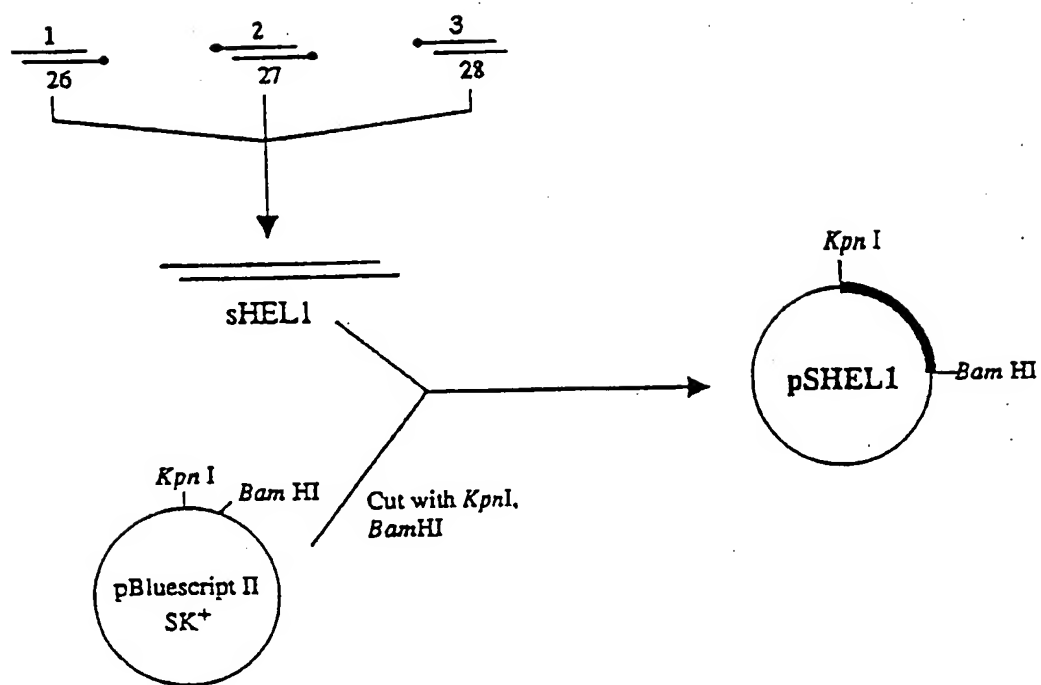 1
2
3
26
27
28
sHEL1
Kpn I
pSHEL1
Bam HI
Kpn I
Bam HI
Cut with KpnI,
BamHI
pBluescript II
SK+